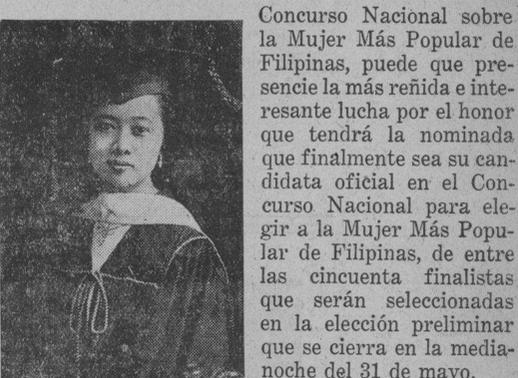 Concurso Nacional sobre
la Mujer Más Popular de
Filipinas, puede que pre-
sencie la más reñida e inte-
resante lucha por el honor
que tendrá la nominada
que finalmente sea su can-
didata oficial en el Con-
curso Nacional para ele-
gir a la Mujer Más Popu-
lar de Filipinas, de entre
las cincuenta finalistas
que serán seleccionadas
en la elección preliminar
que se cierra en la media-
noche del 31 de mayo.